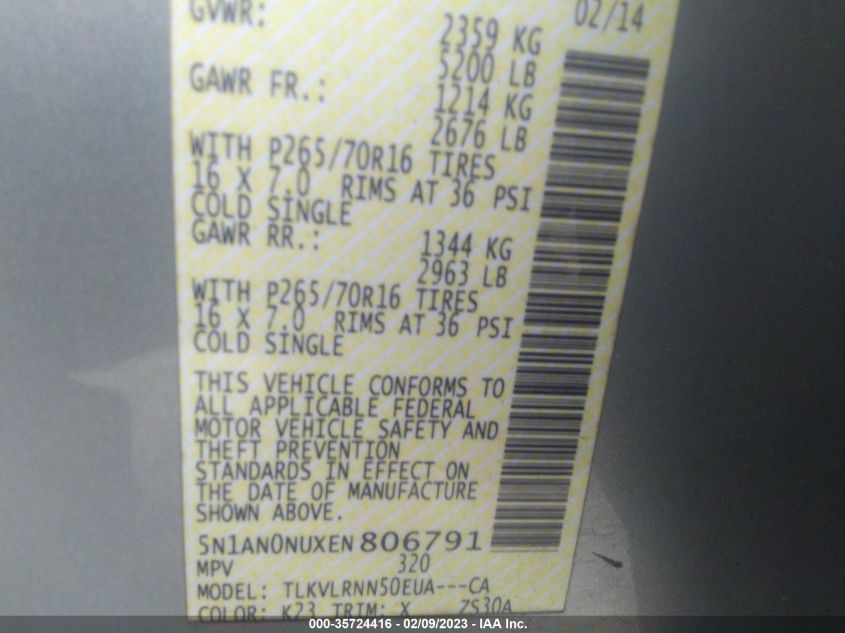 GVWR: 02/14
2359 KG
5200 LB
GAWR FR.: 1214 KG
2676 LB
WITH P265/70R16 TIRES
16 X 7.0 RIMS AT 36 PSI
COLD SINGLE
GAWR RR.: 1344 KG
2963 LB
WITH P265/70R16 TIRES
16 X 7.0 RIMS AT 36 PSI
COLD SINGLE
THIS VEHICLE CONFORMS TO
ALL APPLICABLE FEDERAL
MOTOR VEHICLE SAFETY AND
THEFT PREVENTION
STANDARDS IN EFFECT ON
THE DATE OF MANUFACTURE
SHOWN ABOVE.
5N1AN0NUXEN806791
MPV 320
MODEL: TLKVLRNN50EUA---CA
COLOR: K23 TRIM: X ZS30A
000-35724416 - 02/09/2023 - IAA Inc.